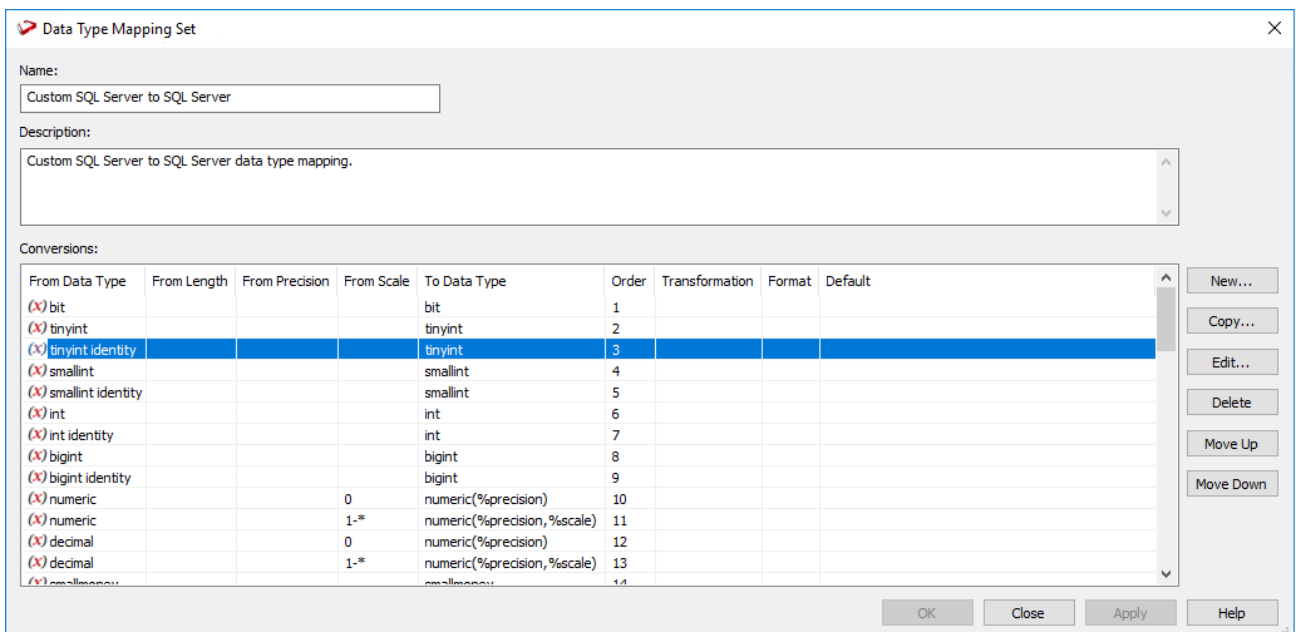 Data Type Mapping Set
Name:
Custom SQL Server to SQL Server
Description:
Custom SQL Server to SQL Server data type mapping.
Conversions:
From Data Type From Length From Precision From Scale To Data Type Order Transformation Format Default
(x) bit bit 1
(x) tinyint tinyint 2
(x) tinyint identity tinyint 3
(x) smallint smallint 4
(x) smallint identity smallint 5
(x) int int 6
(x) int identity int 7
(x) bigint bigint 8
(x) bigint identity bigint 9
(x) numeric 0 numeric(%precision) 10
(x) numeric 1-* numeric(%precision,%scale) 11
(x) decimal 0 numeric(%precision) 12
(x) decimal 1-* numeric(%precision,%scale) 13
(x) smallmoney smallmoney 14
New...
Copy...
Edit...
Delete
Move Up
Move Down
OK Close Apply Help